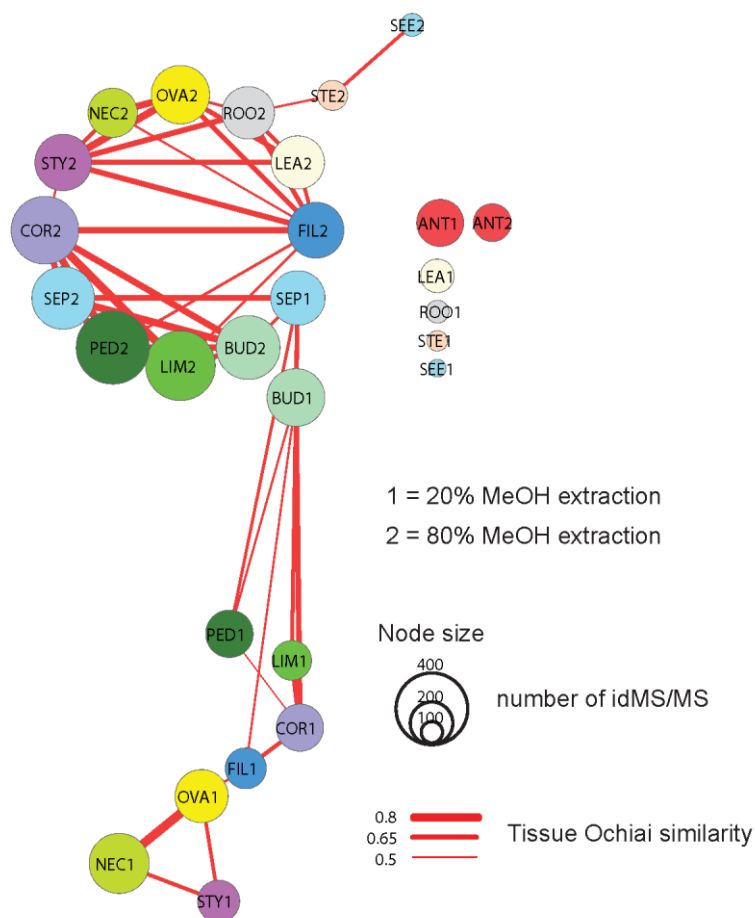 SEE2
OVA2
STE2
NEC2
ROO2
STY2
LEA2
COR2
FIL2
ANT1
ANT2
LEA1
SEP2
SEP1
ROO1
STE1
PED2
BUD2
LIM2
SEE1
BUD1
1 = 20% MeOH extraction
2 = 80% MeOH extraction
PED1
Node size
LIM1
400
200
100
number of idMS/MS
COR1
FIL1
OVA1
0.8
0.65
0.5
Tissue Ochiai similarity
NEC1
STY1